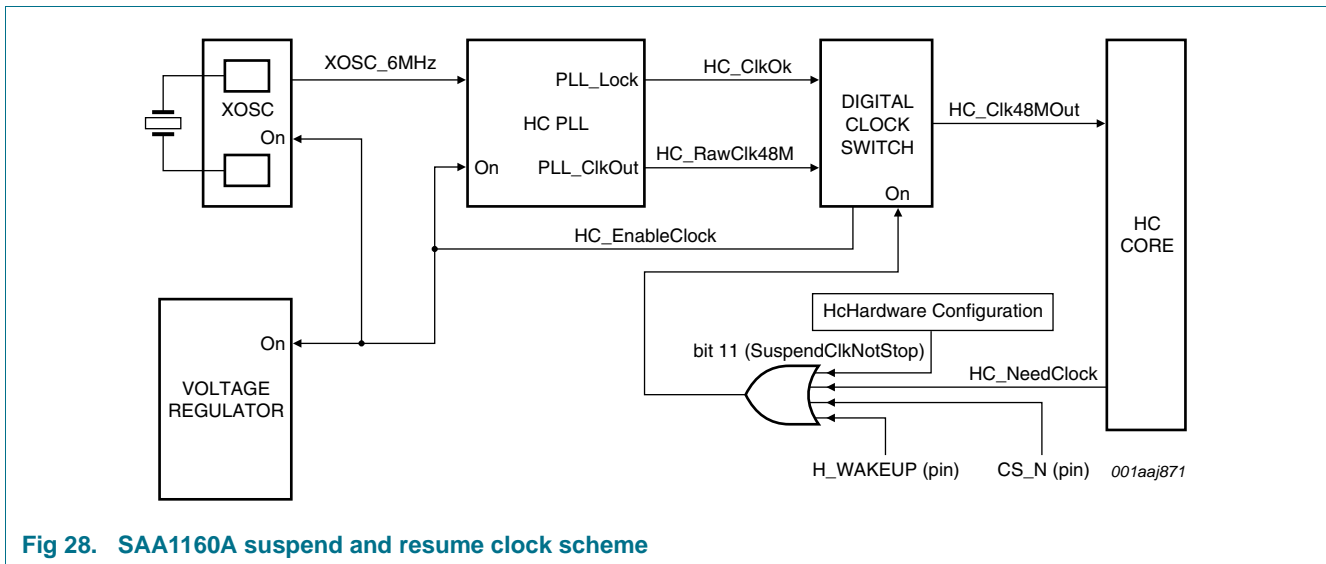 XOSC_6MHz
XOSC
On
PLL_Lock
HC PLL
On
PLL_ClkOut
HC_ClkOk
HC_RawClk48M
DIGITAL
CLOCK
SWITCH
On
HC_Clk48MOut
HC
CORE
HC_EnableClock
HcHardware Configuration
On
bit 11 (SuspendClkNotStop)
HC_NeedClock
VOLTAGE
REGULATOR
H_WAKEUP (pin)
CS_N (pin)
001aaj871
Fig 28. SAA1160A suspend and resume clock scheme